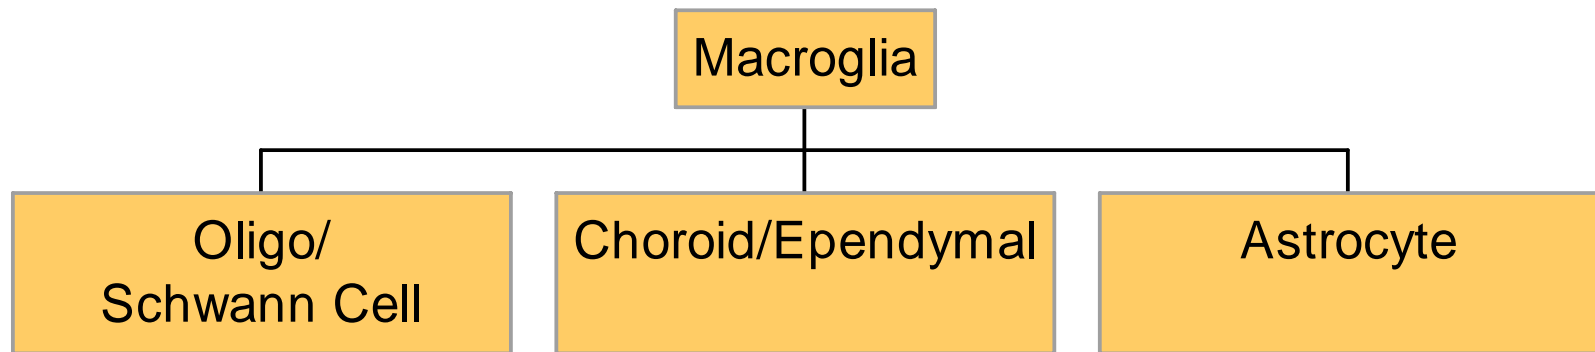 Macroglia
Oligo/
Schwann Cell
Choroid/Ependymal
Astrocyte